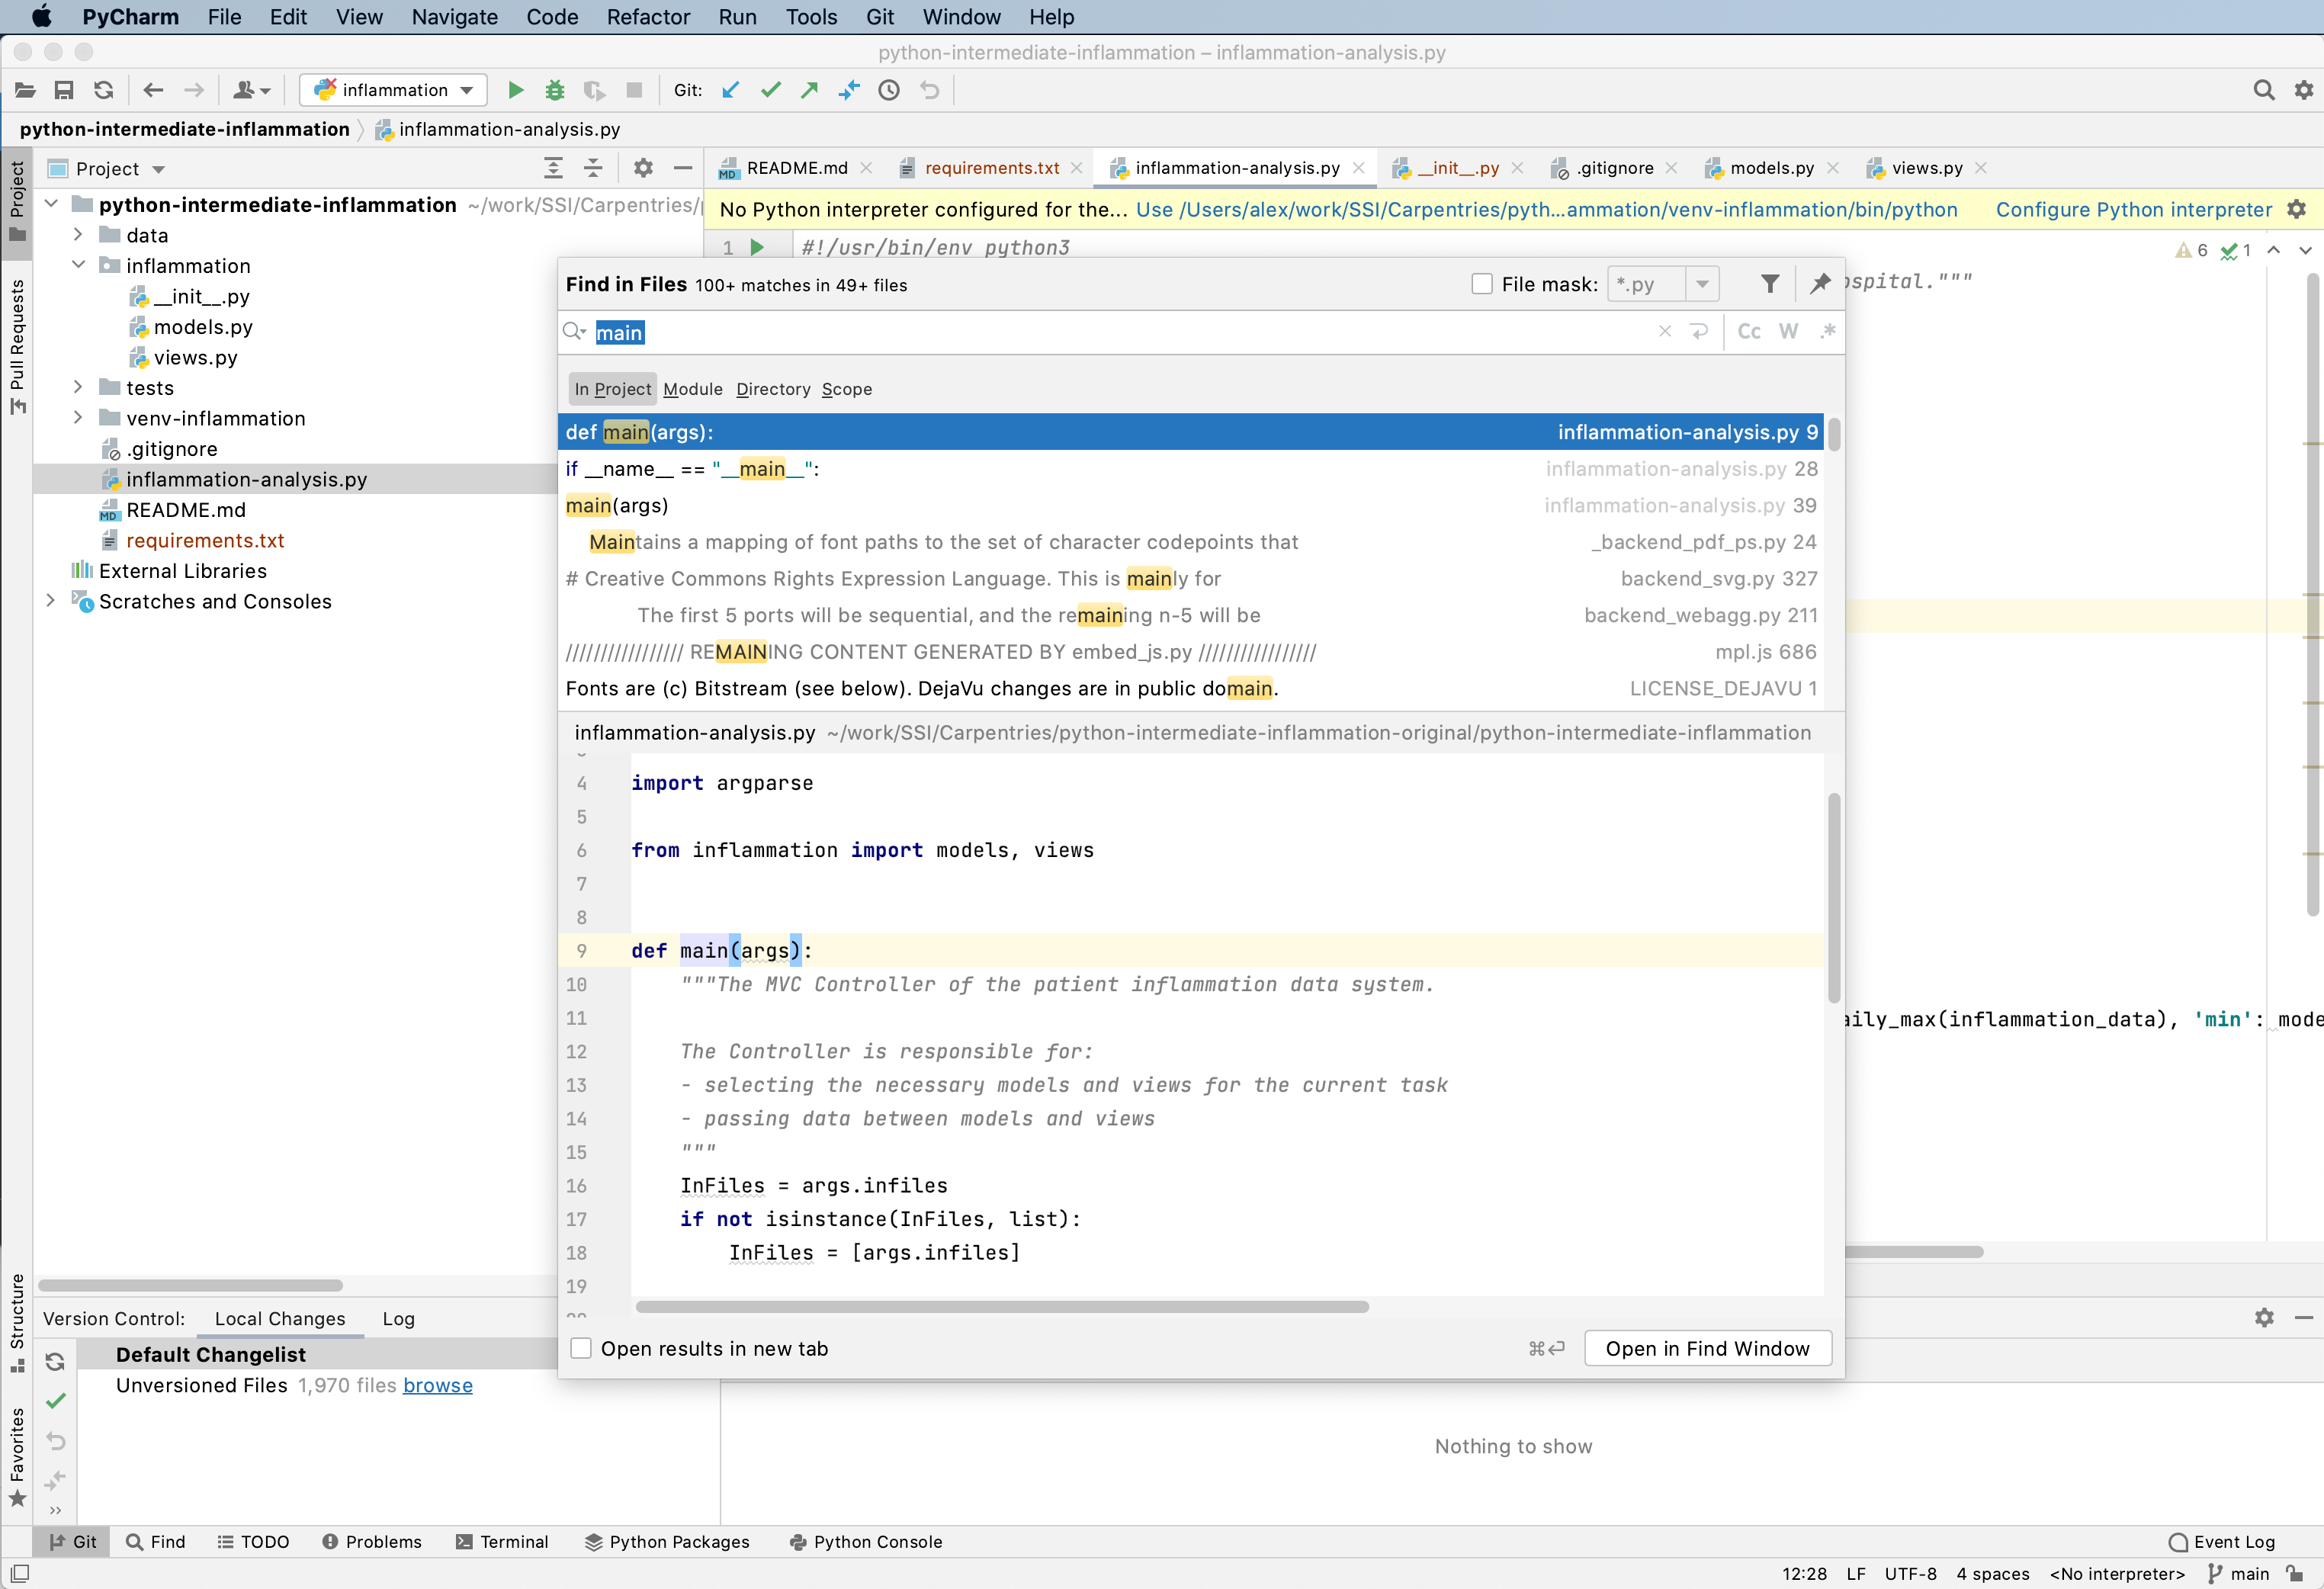 PyCharm File Edit View Navigate Code Refactor Run Tools Git Window Help
python-intermediate-inflammation – inflammation-analysis.py
inflammation Git:
python-intermediate-inflammation inflammation-analysis.py
Project
Pull Requests
Structure
Favorites
Project
python-intermediate-inflammation ~/work/SSI/Carpentries/
data
inflammation
__init__.py
models.py
views.py
tests
venv-inflammation
.gitignore
inflammation-analysis.py
README.md
requirements.txt
External Libraries
Scratches and Consoles
README.md requirements.txt inflammation-analysis.py __init__.py .gitignore models.py views.py
No Python interpreter configured for the... Use /Users/alex/work/SSI/Carpentries/pyth...ammation/venv-inflammation/bin/python Configure Python interpreter
1 #!/usr/bin/env python3
6 1
spital."""
Find in Files 100+ matches in 49+ files File mask: *.py
main Cc W .*
In Project Module Directory Scope
def main(args): inflammation-analysis.py 9
if __name__ == "__main__": inflammation-analysis.py 28
main(args) inflammation-analysis.py 39
Maintains a mapping of font paths to the set of character codepoints that _backend_pdf_ps.py 24
# Creative Commons Rights Expression Language. This is mainly for backend_svg.py 327
The first 5 ports will be sequential, and the remaining n-5 will be backend_webagg.py 211
///////////////// REMAINING CONTENT GENERATED BY embed_js.py ///////////////// mpl.js 686
Fonts are (c) Bitstream (see below). DejaVu changes are in public domain. LICENSE_DEJAVU 1
inflammation-analysis.py ~/work/SSI/Carpentries/python-intermediate-inflammation-original/python-intermediate-inflammation
4 import argparse
5
6 from inflammation import models, views
7
8
9 def main(args):
10 """The MVC Controller of the patient inflammation data system.
11
12 The Controller is responsible for:
13 - selecting the necessary models and views for the current task
14 - passing data between models and views
15 """
16 InFiles = args.infiles
17 if not isinstance(InFiles, list):
18 InFiles = [args.infiles]
19
aily_max(inflammation_data), 'min': mode
Open results in new tab ⌘↩ Open in Find Window
Version Control: Local Changes Log
Default Changelist
Unversioned Files 1,970 files browse
Nothing to show
Git Find TODO Problems Terminal Python Packages Python Console Event Log
12:28 LF UTF-8 4 spaces <No interpreter> main